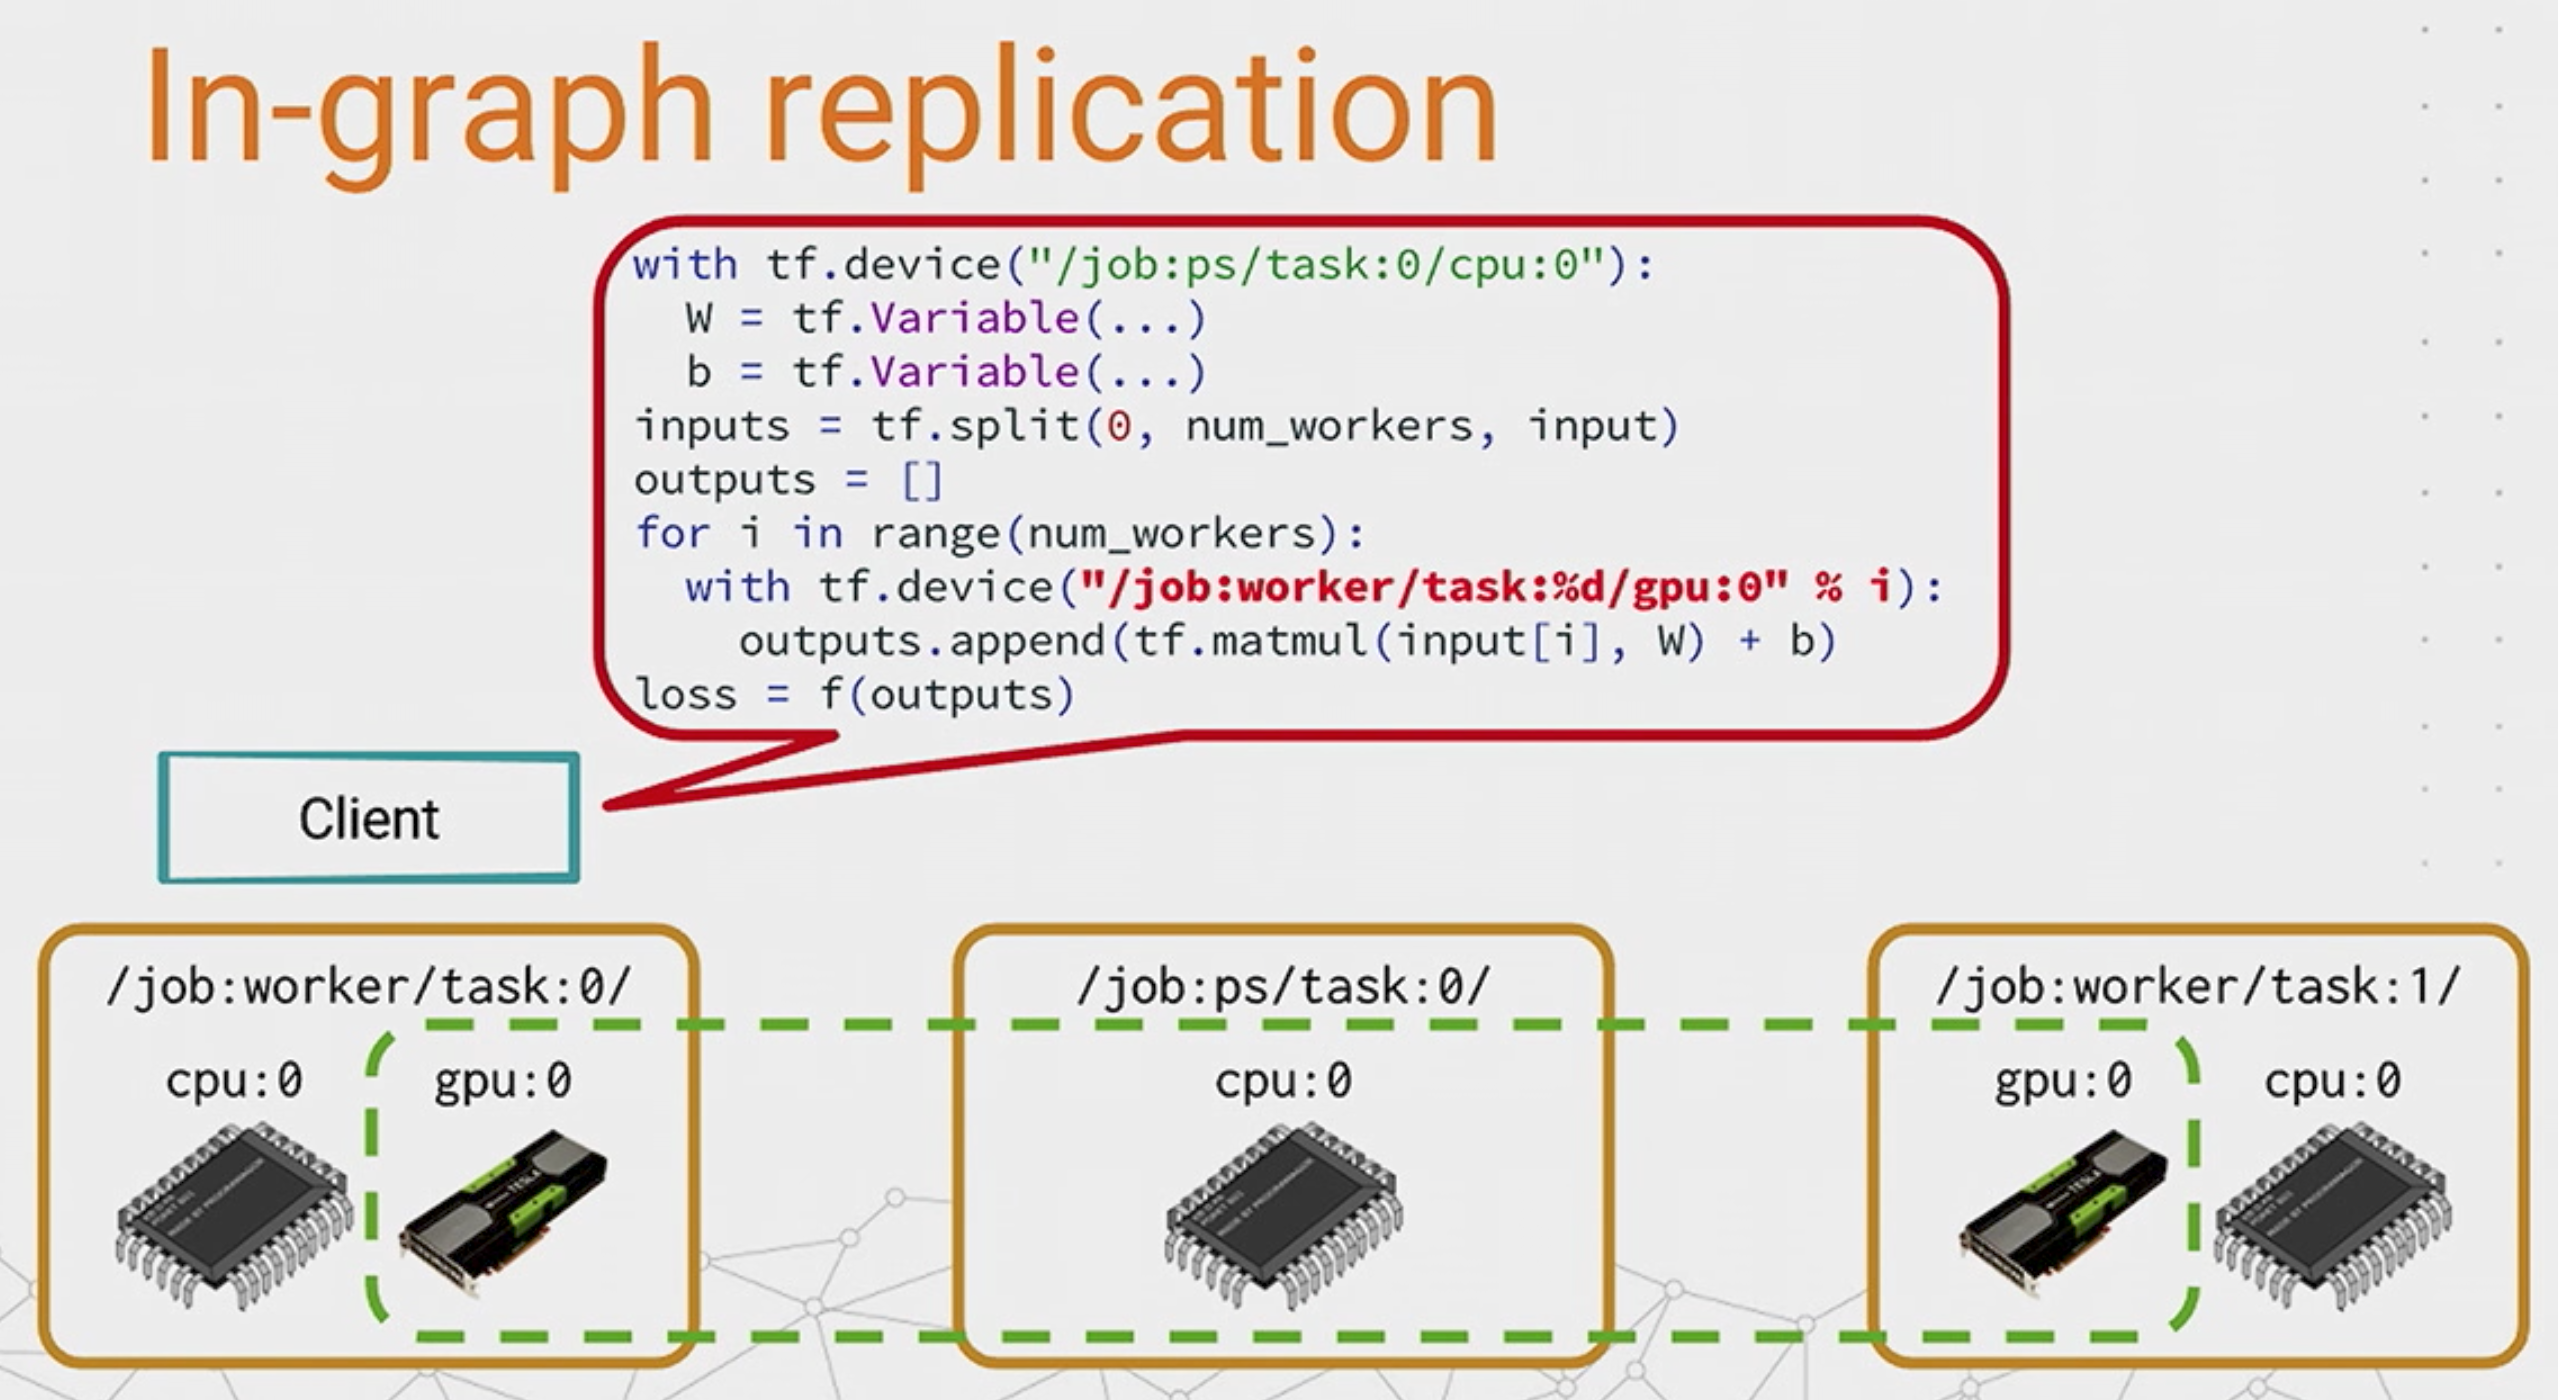 In-graph replication
with tf.device("/job:ps/task:0/cpu:0"):
  W = tf.Variable(...)
  b = tf.Variable(...)
inputs = tf.split(0, num_workers, input)
outputs = []
for i in range(num_workers):
  with tf.device("/job:worker/task:%d/gpu:0" % i):
    outputs.append(tf.matmul(input[i], W) + b)
loss = f(outputs)
Client
/job:worker/task:0/
cpu:0 gpu:0
TESLA
/job:ps/task:0/
cpu:0
/job:worker/task:1/
gpu:0 cpu:0
TESLA